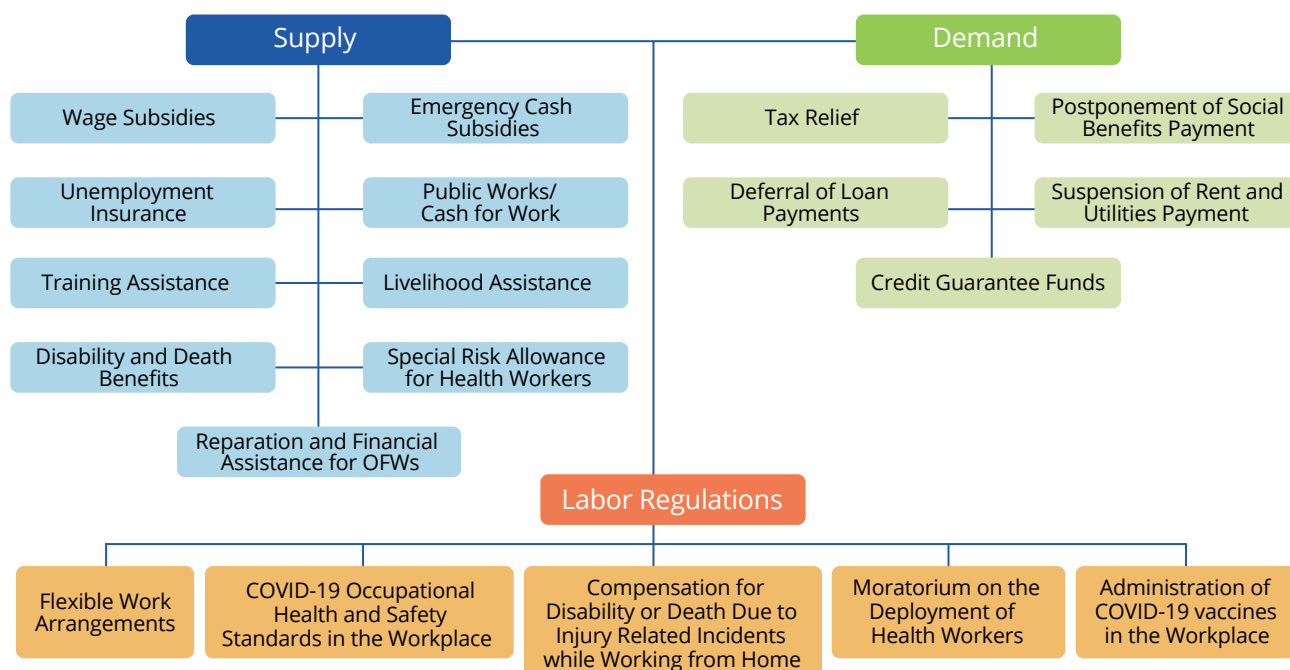 Supply
Demand
Wage Subsidies
Emergency Cash
Subsidies
Tax Relief
Postponement of Social
Benefits Payment
Unemployment
Insurance
Public Works/
Cash for Work
Deferral of Loan
Payments
Suspension of Rent and
Utilities Payment
Training Assistance
Livelihood Assistance
Credit Guarantee Funds
Disability and Death
Benefits
Special Risk Allowance
for Health Workers
Reparation and Financial
Assistance for OFWs
Labor Regulations
Flexible Work
Arrangements
COVID-19 Occupational
Health and Safety
Standards in the Workplace
Compensation for
Disability or Death Due to
Injury Related Incidents
while Working from Home
Moratorium on the
Deployment of
Health Workers
Administration of
COVID-19 vaccines
in the Workplace